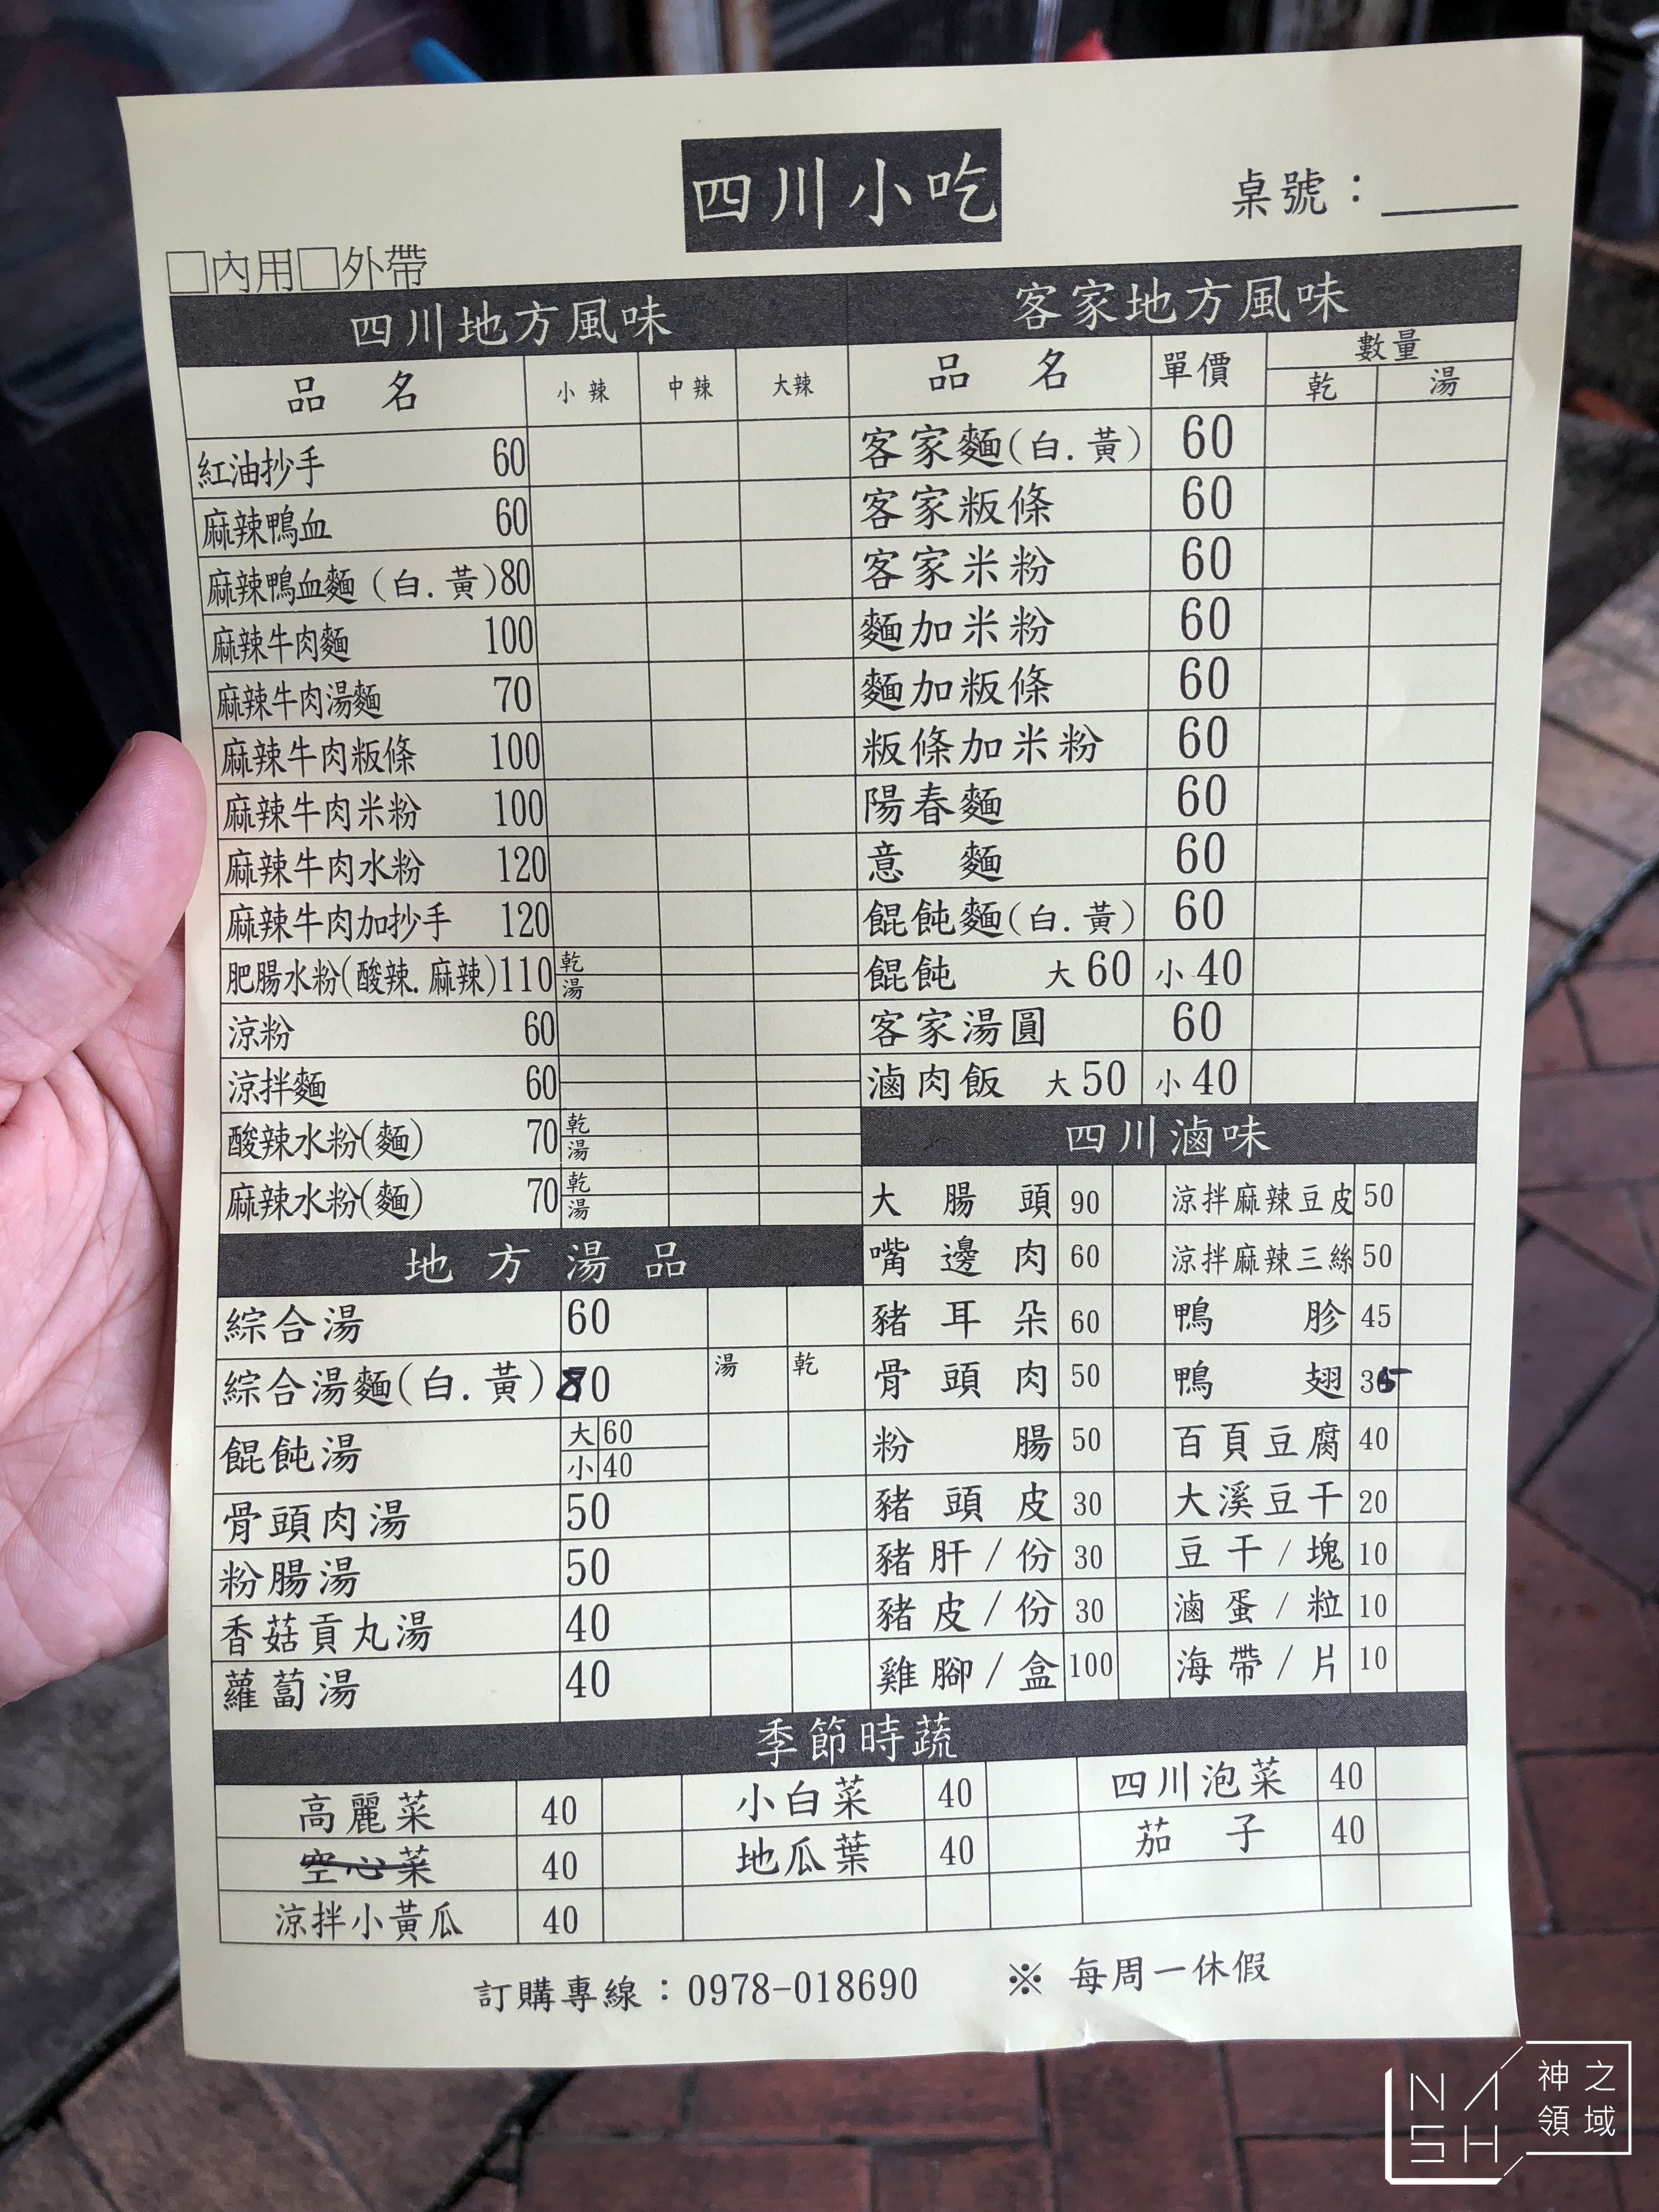 四川小吃
桌號：
□內用□外帶
四川地方風味
品 名 小辣 中辣 大辣
紅油抄手 60
麻辣鴨血 60
麻辣鴨血麵（白.黃）80
麻辣牛肉麵 100
麻辣牛肉湯麵 70
麻辣牛肉粄條 100
麻辣牛肉米粉 100
麻辣牛肉水粉 120
麻辣牛肉加抄手 120
肥腸水粉(酸辣.麻辣)110 乾 湯
涼粉 60
涼拌麵 60
酸辣水粉(麵) 70 乾 湯
麻辣水粉(麵) 70 乾 湯
地方湯品
綜合湯 60
綜合湯麵(白.黃) 80 湯 乾
餛飩湯 大 60 小 40
骨頭肉湯 50
粉腸湯 50
香菇貢丸湯 40
蘿蔔湯 40
客家地方風味
品 名 單價 數量
乾 湯
客家麵(白.黃) 60
客家粄條 60
客家米粉 60
麵加米粉 60
麵加粄條 60
粄條加米粉 60
陽春麵 60
意 麵 60
餛飩麵(白.黃) 60
餛飩 大60 小40
客家湯圓 60
滷肉飯 大50 小40
四川滷味
大腸頭 90 涼拌麻辣豆皮 50
嘴邊肉 60 涼拌麻辣三絲 50
豬耳朵 60 鴨 胗 45
骨頭肉 50 鴨 翅 35
粉 腸 50 百頁豆腐 40
豬頭皮 30 大溪豆干 20
豬肝/份 30 豆干/塊 10
豬皮/份 30 滷蛋/粒 10
雞腳/盒 100 海帶/片 10
季節時蔬
高麗菜 40 小白菜 40 四川泡菜 40
空心菜 40 地瓜葉 40 茄 子 40
涼拌小黃瓜 40
訂購專線：0978-018690 ※ 每周一休假
NASH 神之領域